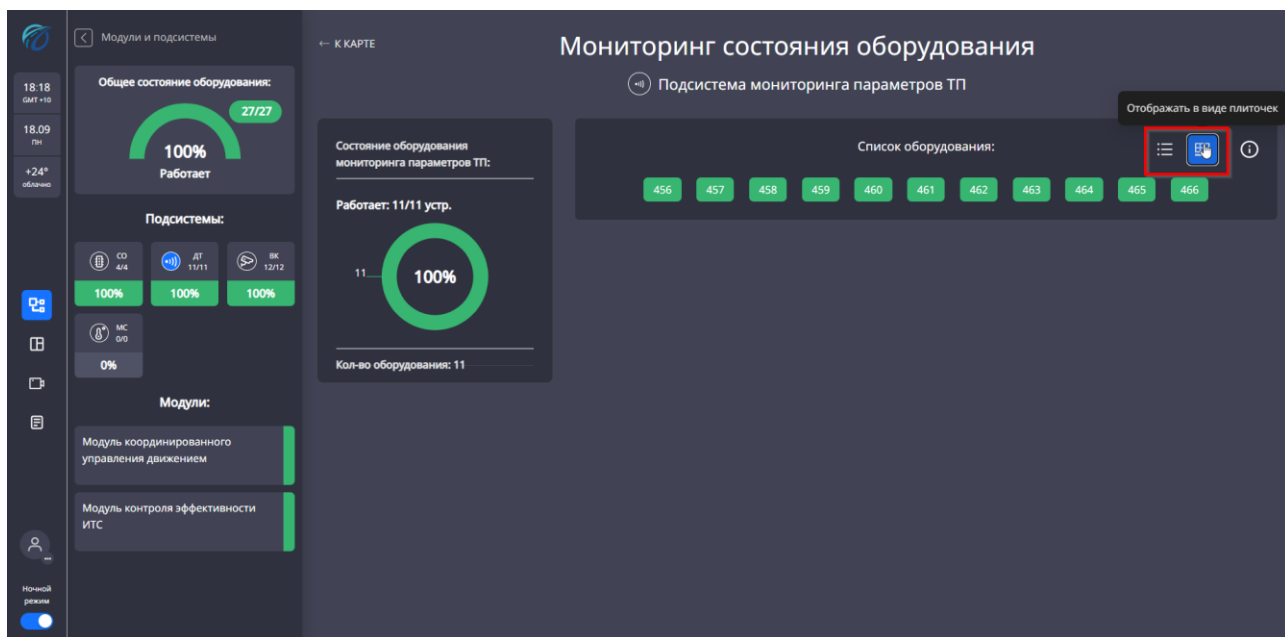 18:18
GMT +10
18.09
ПН
+24°
облачно
Ночной
режим
Модули и подсистемы
Общее состояние оборудования:
27/27
100%
Работает
Подсистемы:
СО
4/4
100%
ДТ
11/11
100%
ВК
12/12
100%
МС
0/0
0%
Модули:
Модуль координированного
управления движением
Модуль контроля эффективности
ИТС
← К КАРТЕ
Мониторинг состояния оборудования
Подсистема мониторинга параметров ТП
Отображать в виде плиточек
Состояние оборудования
мониторинга параметров ТП:
Работает: 11/11 устр.
11
100%
Кол-во оборудования: 11
Список оборудования:
456 457 458 459 460 461 462 463 464 465 466